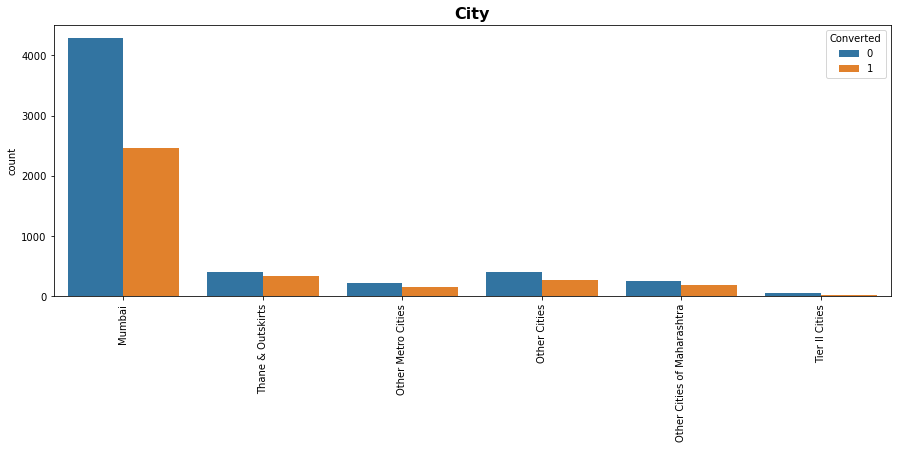 City
Converted
0
1
count
4000
3000
2000
1000
0
Mumbai
Thane & Outskirts
Other Metro Cities
Other Cities
Other Cities of Maharashtra
Tier II Cities